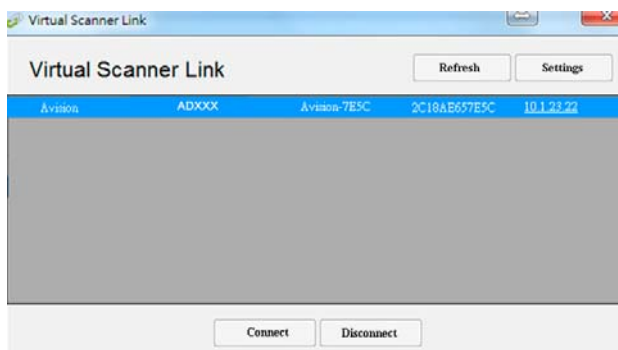 Virtual Scanner Link
Virtual Scanner Link Refresh Settings
Avision ADXXX Avision-7E5C 2C18AE657E5C 10.1.23.22
Connect Disconnect